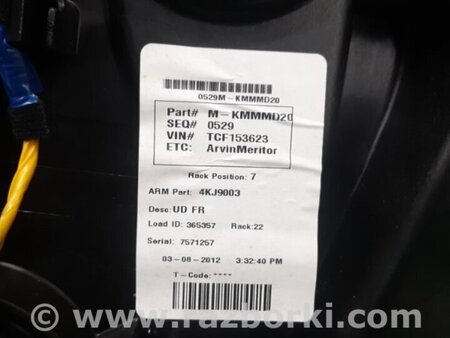 0529M-KMMMD20
Part# M-KMMMD20
SEQ# 0529
VIN# TCF153623
ETC: ArvinMeritor
Rack Position: 7
ARM Part: 4KJ9003
Desc: UD FR
Load ID: 365357 Rack: 22
Serial: 7571257
03-08-2012 3:32:40 PM
T-Code: ****
© www.razborki.com